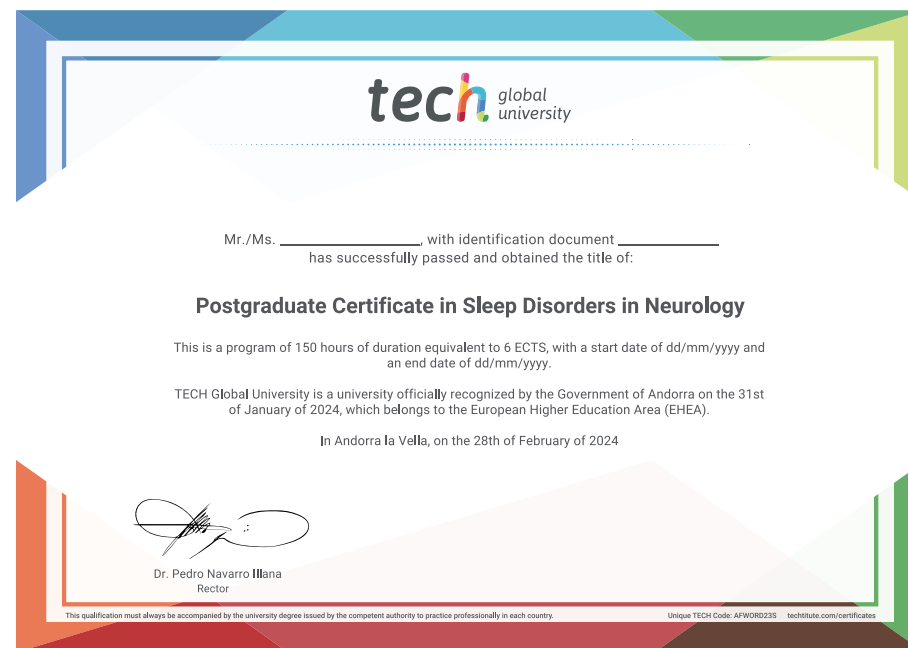 tech global
university
Mr./Ms. ____________, with identification document ____________
has successfully passed and obtained the title of:
Postgraduate Certificate in Sleep Disorders in Neurology
This is a program of 150 hours of duration equivalent to 6 ECTS, with a start date of dd/mm/yyyy and
an end date of dd/mm/yyyy.
TECH Global University is a university officially recognized by the Government of Andorra on the 31st
of January of 2024, which belongs to the European Higher Education Area (EHEA).
In Andorra la Vella, on the 28th of February of 2024
Dr. Pedro Navarro Illana
Rector
This qualification must always be accompanied by the university degree issued by the competent authority to practice professionally in each country. Unique TECH Code: AFWORD23S techtitute.com/certificates